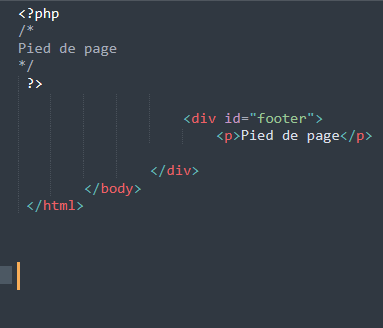 <?php
/*
Pied de page
*/
?>
<div id="footer">
<p>Pied de page</p>
</div>
</body>
</html>